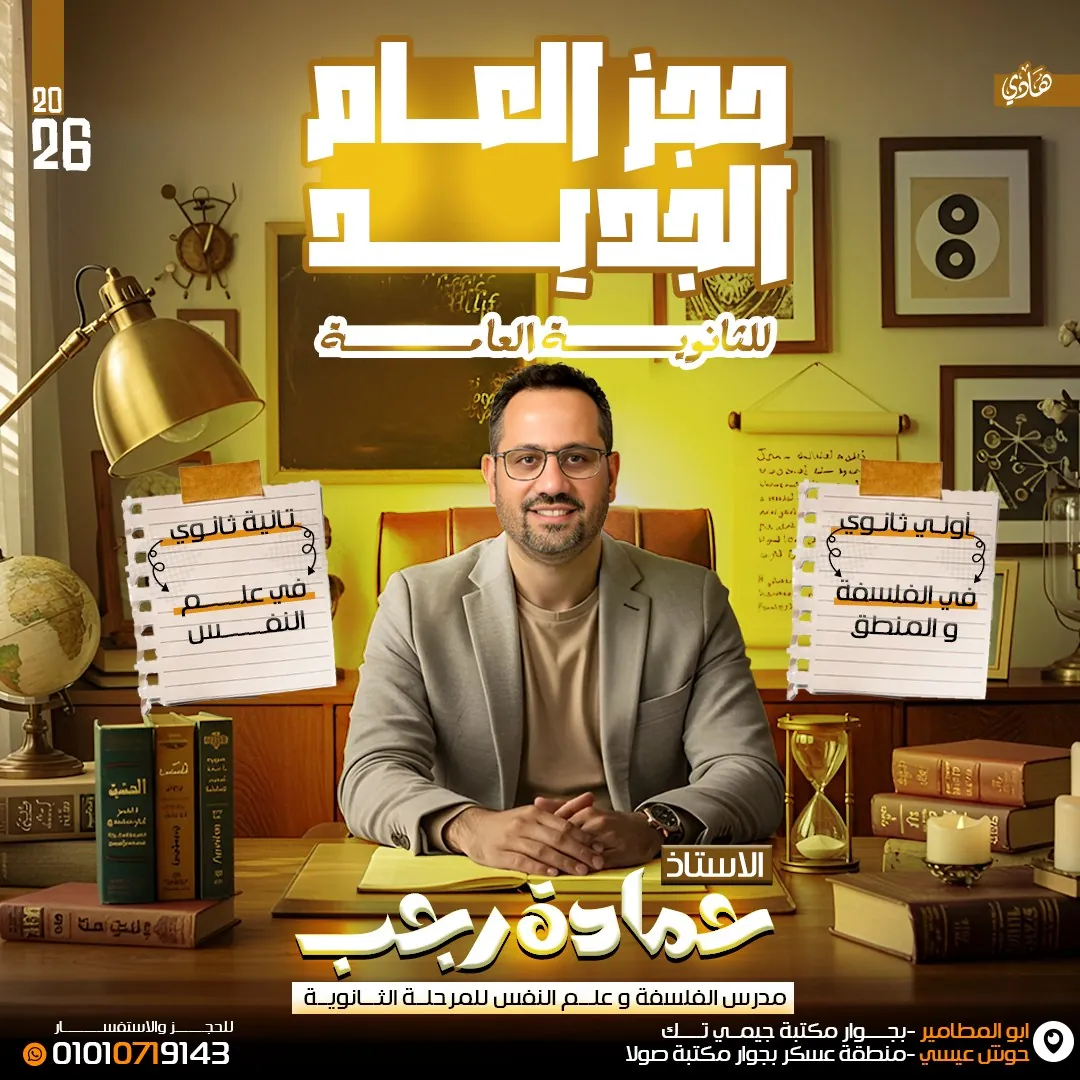 هادي
20
26
حجز العام
الجديد
للثانوية العامة
أولي ثانوي
في الفلسفة
و المنطق
تانية ثانوي
في علم
النفس
الاستاذ
حمادة رجب
مدرس الفلسفة و علم النفس للمرحلة الثانوية
ابو المطامير -بجوار مكتبة جيمي تك
حوش عيسي -منطقة عسكر بجوار مكتبة صولا
للحجز والاستفسار
01010719143